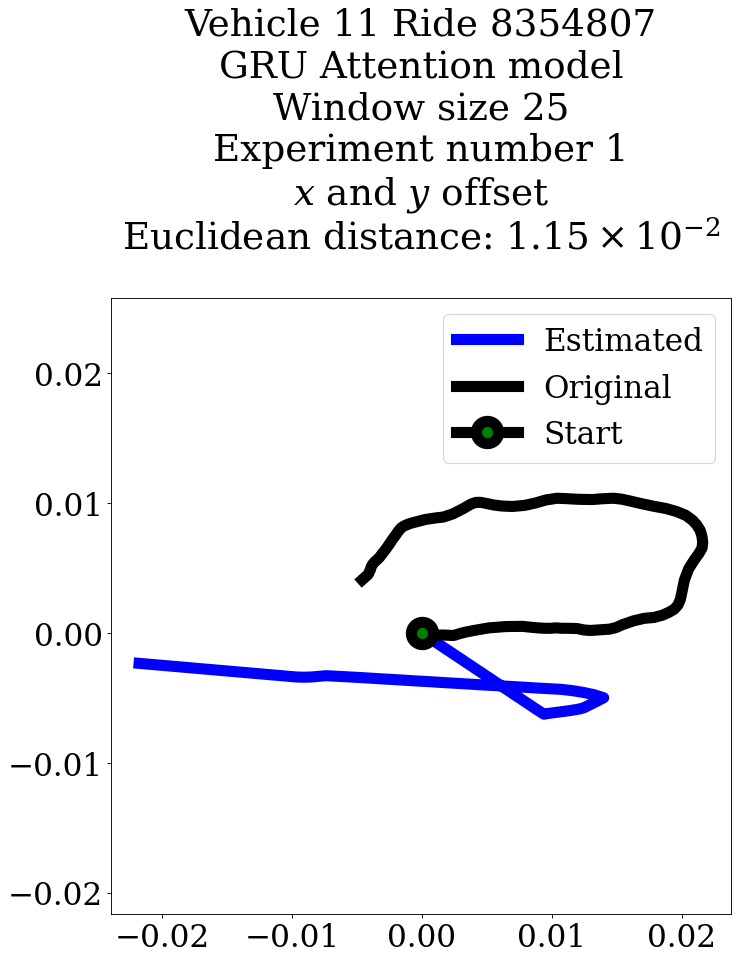 Vehicle 11 Ride 8354807
GRU Attention model
Window size 25
Experiment number 1
x and y offset
Euclidean distance: 1.15 × 10⁻²
Estimated
Original
Start
0.02
0.01
0.00
−0.01
−0.02
−0.02 −0.01 0.00 0.01 0.02